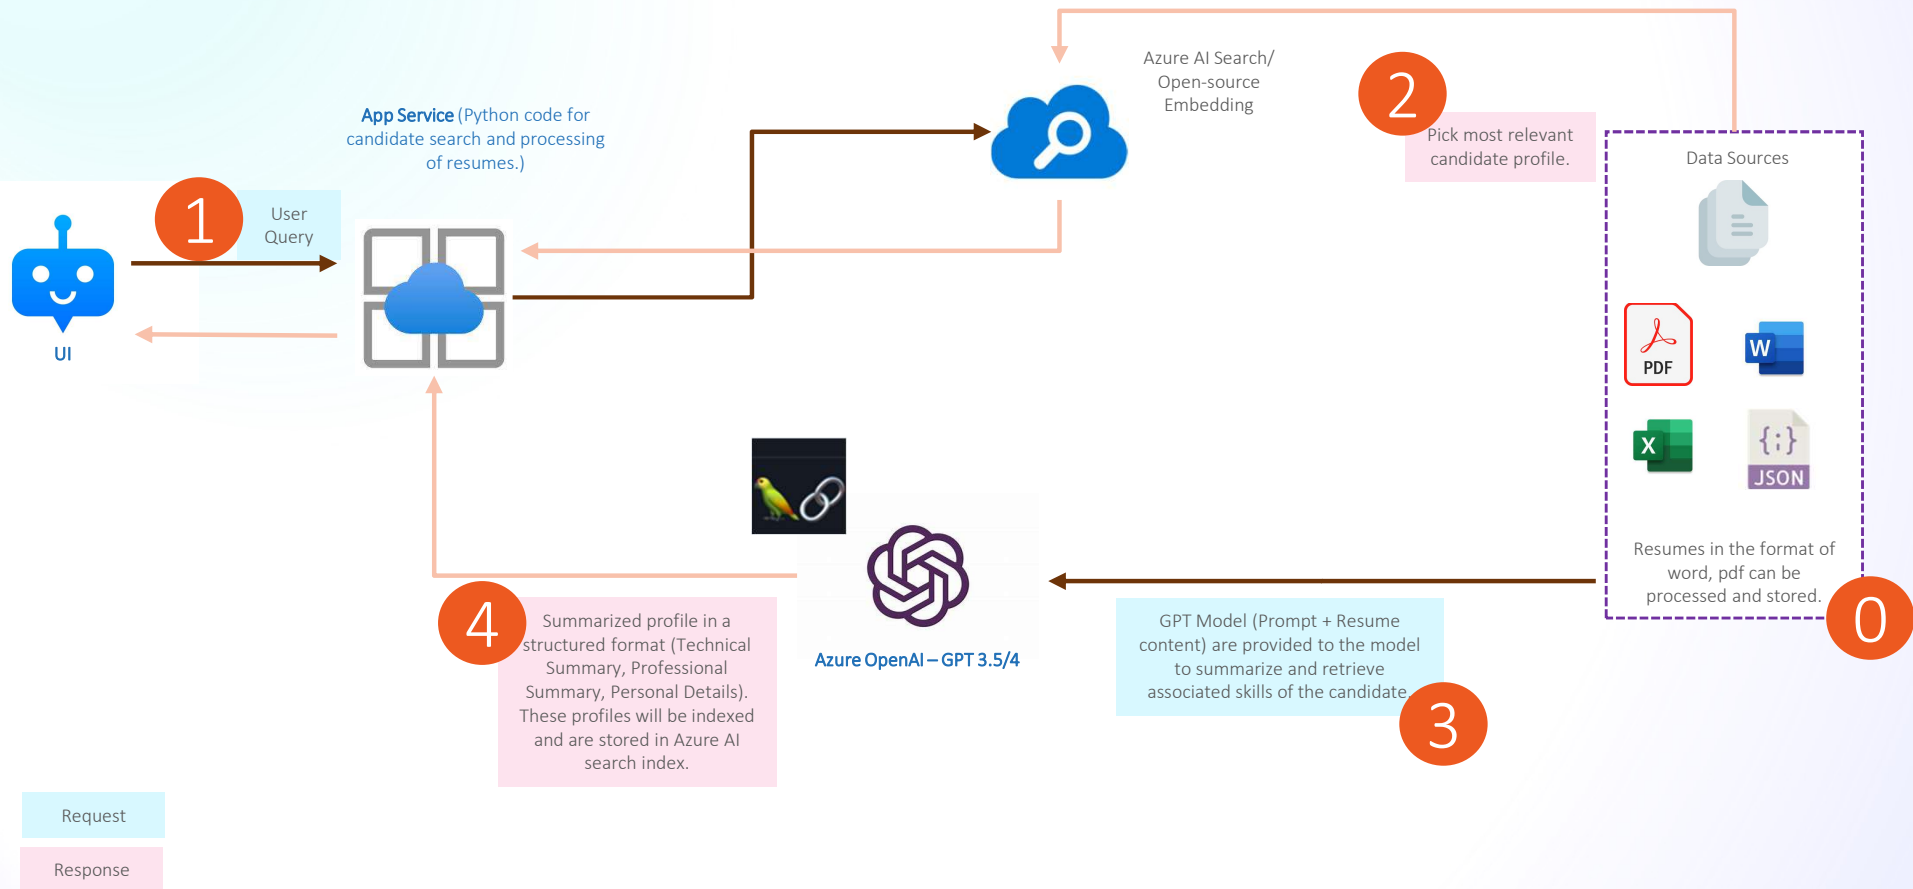 Azure AI Search/
Open-source
Embedding
2
Pick most relevant
candidate profile.
App Service (Python code for
candidate search and processing
of resumes.)
Data Sources
1
User
Query
UI
PDF
W
X
{;}
JSON
Resumes in the format of
word, pdf can be
processed and stored.
0
4
Summarized profile in a
structured format (Technical
Summary, Professional
Summary, Personal Details).
These profiles will be indexed
and are stored in Azure AI
search index.
Azure OpenAI – GPT 3.5/4
GPT Model (Prompt + Resume
content) are provided to the model
to summarize and retrieve
associated skills of the candidate.
3
Request
Response